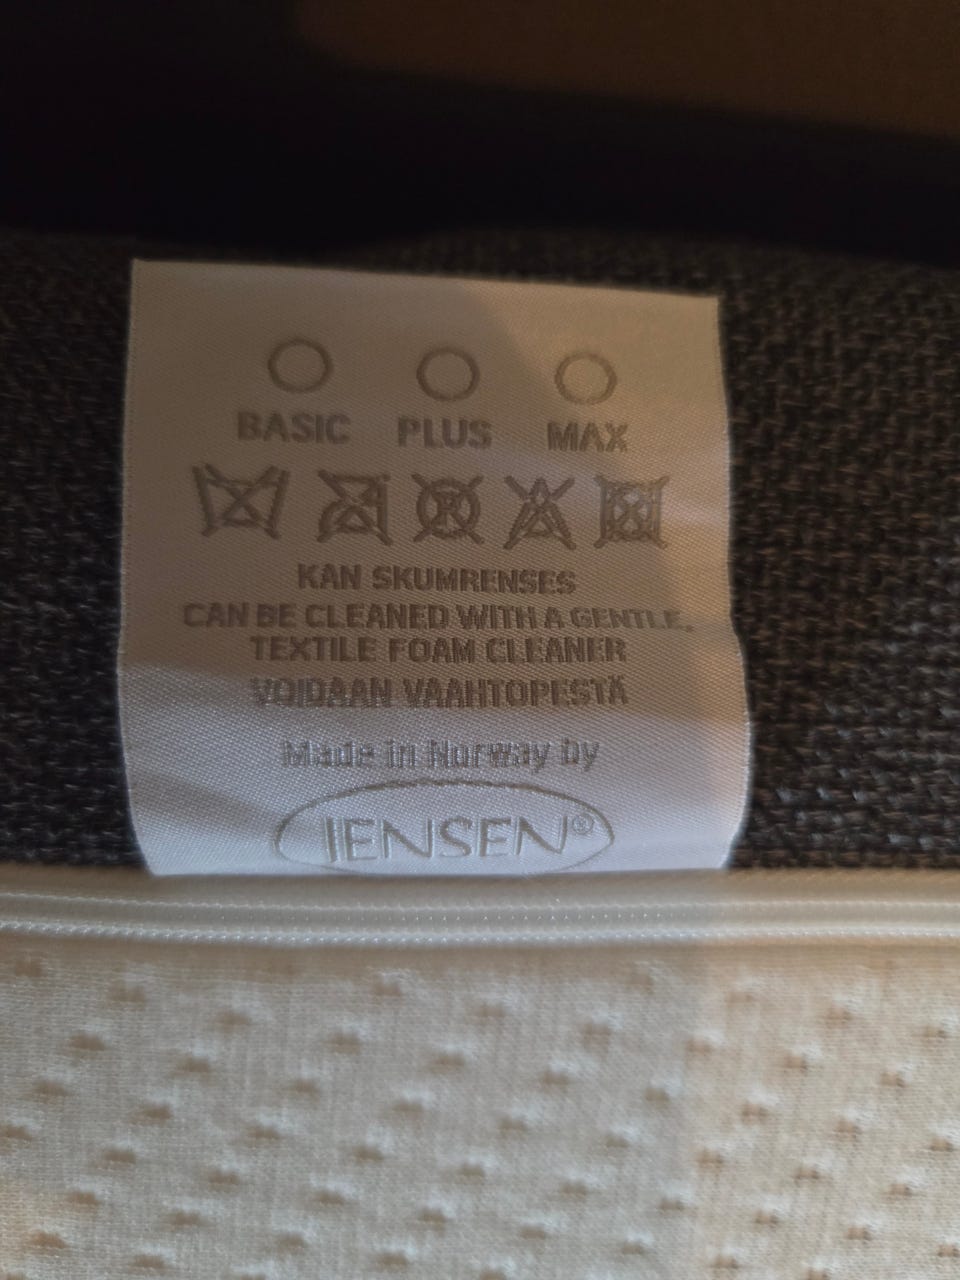 BASIC PLUS MAX
KAN SKUMRENSES
CAN BE CLEANED WITH A GENTLE,
TEXTILE FOAM CLEANER
VOIDAAN VAAHTOPESTÄ
Made in Norway by
JENSEN®